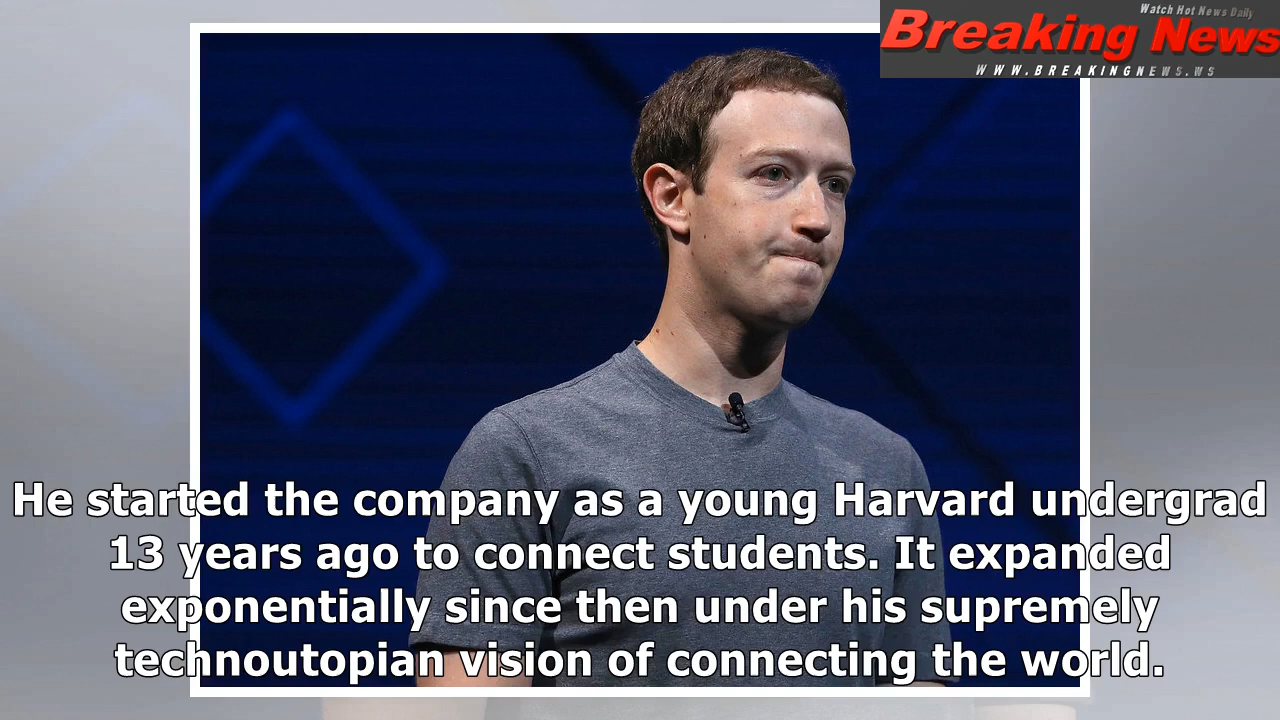 Watch Hot News Daily
Breaking News
WWW.BREAKINGNEWS.WS
He started the company as a young Harvard undergrad
13 years ago to connect students. It expanded
exponentially since then under his supremely
technoutopian vision of connecting the world.